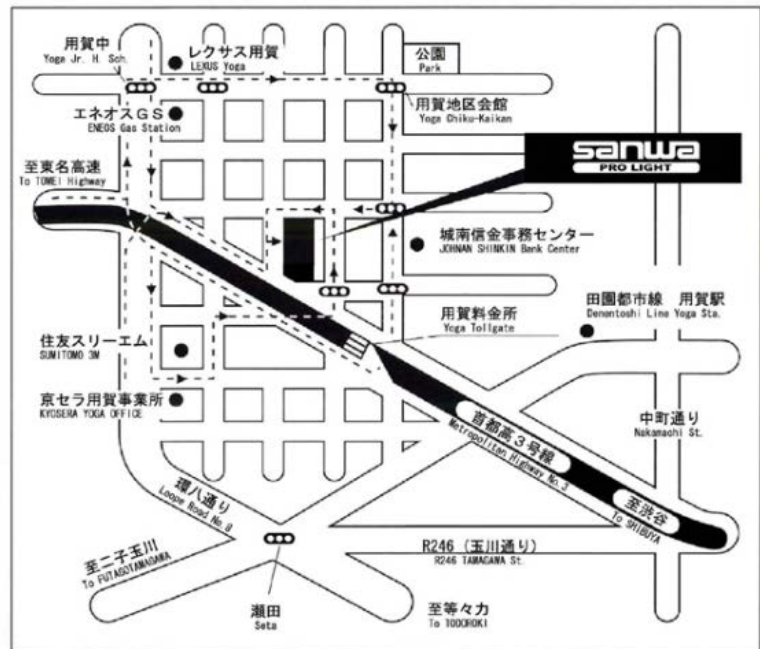 用賀中
Yoga Jr. H. Sch.
レクサス用賀
LEXUS Yoga
公園
Park
エネオスGS
ENEOS Gas Station
用賀地区会館
Yoga Chiku-Kaikan
至東名高速
To TOMEI Highway
sanwa
PRO LIGHT
城南信金事務センター
JOHNAN SHINKIN Bank Center
用賀料金所
Yoga Tollgate
田園都市線 用賀駅
Denentoshi Line Yoga Sta.
住友スリーエム
SUMITOMO 3M
京セラ用賀事業所
KYOSERA YOGA OFFICE
首都高3号線
Metropolitan Highway No.3
中町通り
Nakamachi St.
環八通り
Loope Road No.8
至渋谷
To SHIBUYA
至二子玉川
To FUTAGOTAMAGAWA
R246 (玉川通り)
R246 TAMAGAWA St.
瀬田
Seta
至等々力
To TODOROKI